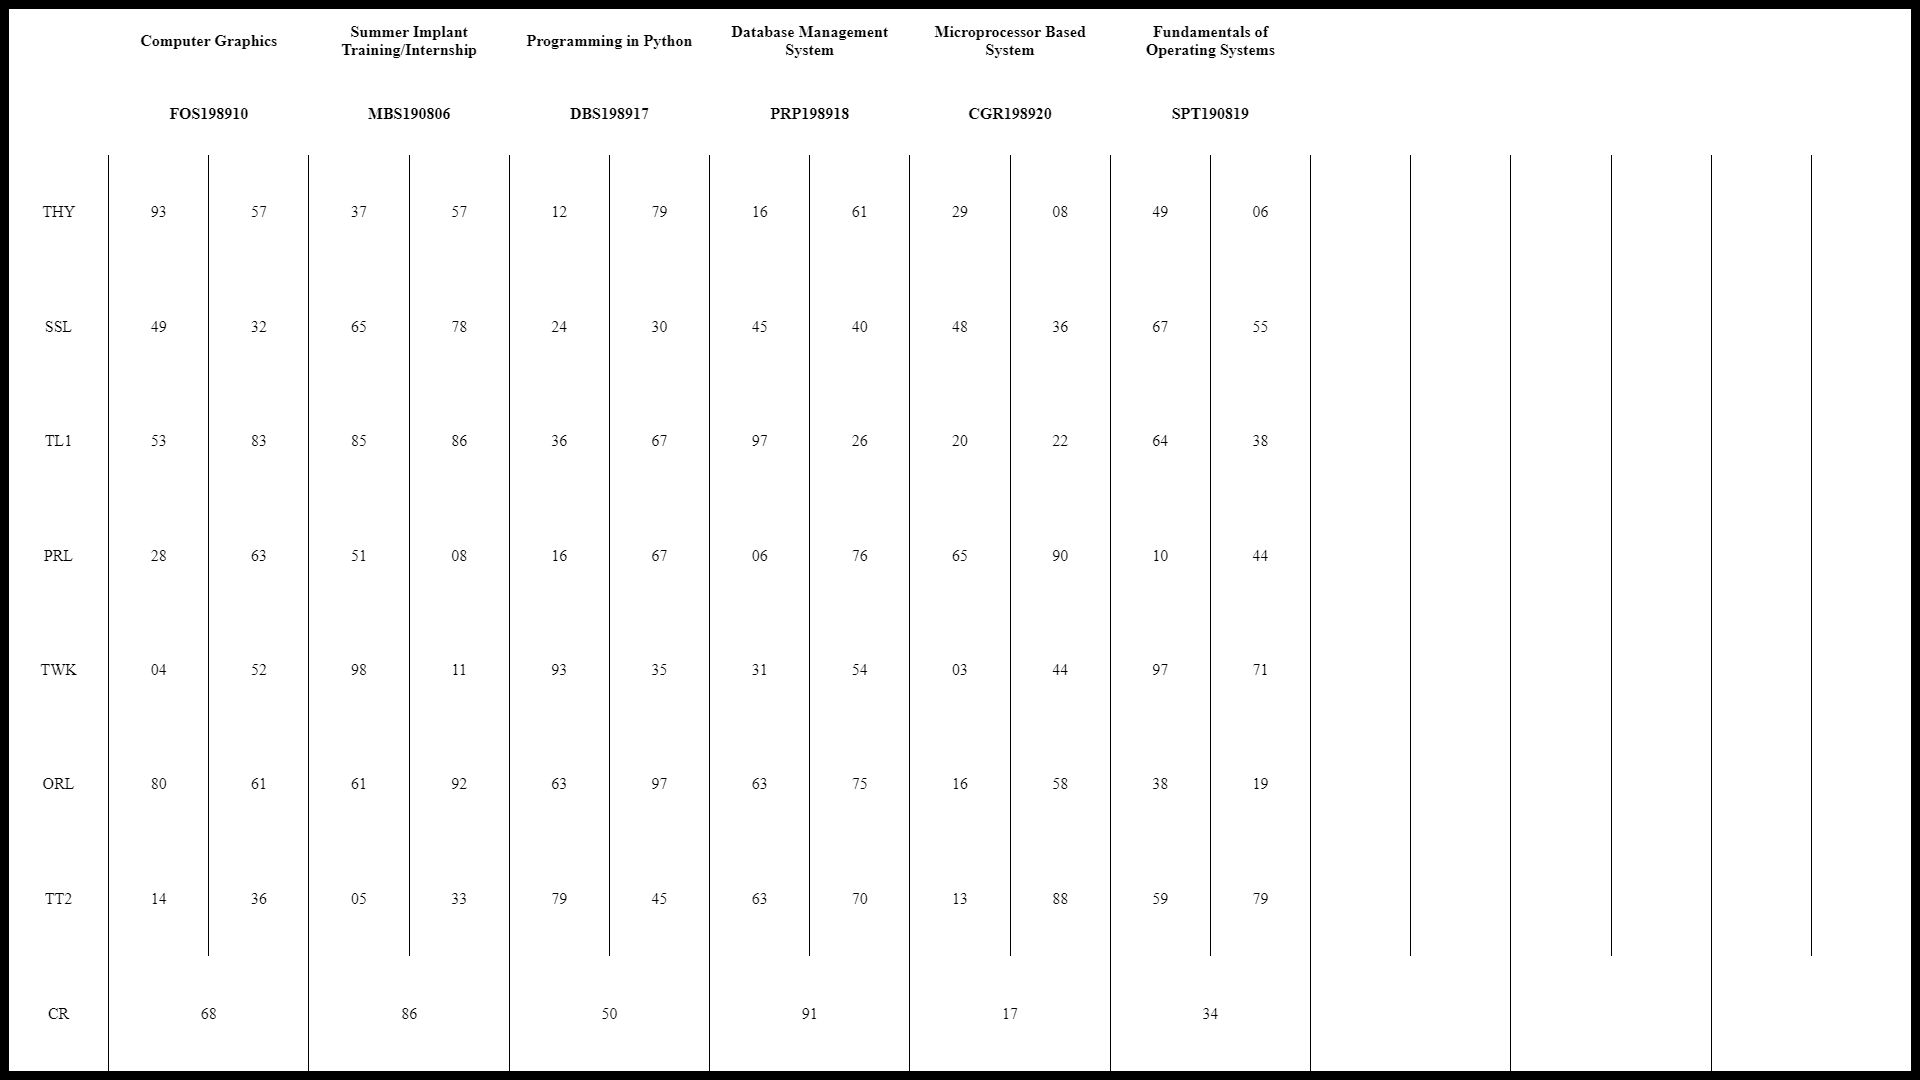 Computer Graphics Summer Implant Training/Internship Programming in Python Database Management System Microprocessor Based System Fundamentals of Operating Systems
FOS198910 MBS190806 DBS198917 PRP198918 CGR198920 SPT190819
THY 93 57 37 57 12 79 16 61 29 08 49 06
SSL 49 32 65 78 24 30 45 40 48 36 67 55
TL1 53 83 85 86 36 67 97 26 20 22 64 38
PRL 28 63 51 08 16 67 06 76 65 90 10 44
TWK 04 52 98 11 93 35 31 54 03 44 97 71
ORL 80 61 61 92 63 97 63 75 16 58 38 19
TT2 14 36 05 33 79 45 63 70 13 88 59 79
CR 68 86 50 91 17 34